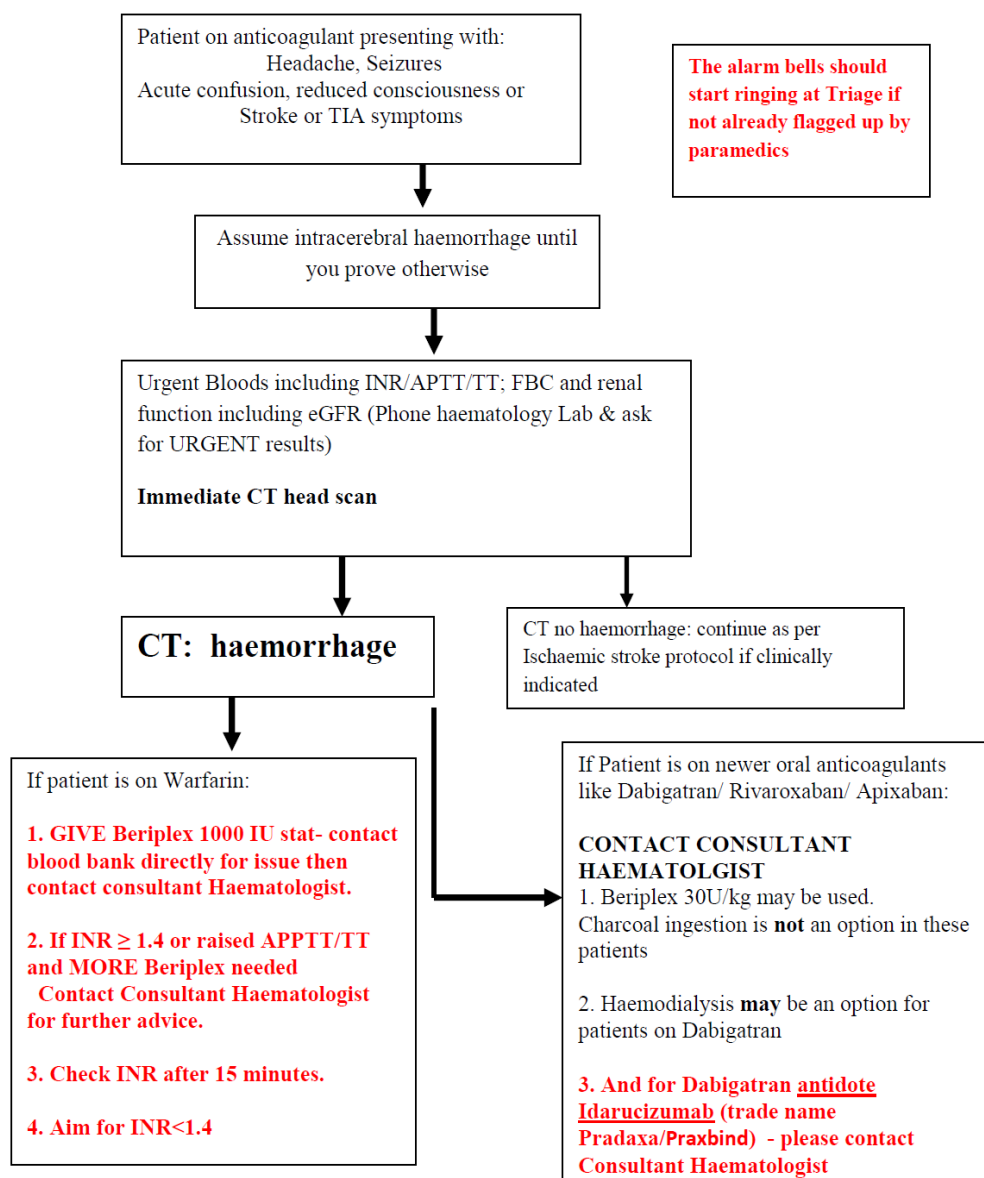 Patient on anticoagulant presenting with:
Headache, Seizures
Acute confusion, reduced consciousness or
Stroke or TIA symptoms
The alarm bells should
start ringing at Triage if
not already flagged up by
paramedics
Assume intracerebral haemorrhage until
you prove otherwise
Urgent Bloods including INR/APTT/TT; FBC and renal
function including eGFR (Phone haematology Lab & ask
for URGENT results)
Immediate CT head scan
CT: haemorrhage
CT no haemorrhage: continue as per
Ischaemic stroke protocol if clinically
indicated
If patient is on Warfarin:
1. GIVE Beriplex 1000 IU stat- contact
blood bank directly for issue then
contact consultant Haematologist.
2. If INR ≥ 1.4 or raised APPTT/TT
and MORE Beriplex needed
Contact Consultant Haematologist
for further advice.
3. Check INR after 15 minutes.
4. Aim for INR<1.4
If Patient is on newer oral anticoagulants
like Dabigatran/ Rivaroxaban/ Apixaban:
CONTACT CONSULTANT
HAEMATOLGIST
1. Beriplex 30U/kg may be used.
Charcoal ingestion is not an option in these
patients
2. Haemodialysis may be an option for
patients on Dabigatran
3. And for Dabigatran antidote
Idarucizumab (trade name
Pradaxa/Praxbind) - please contact
Consultant Haematologist